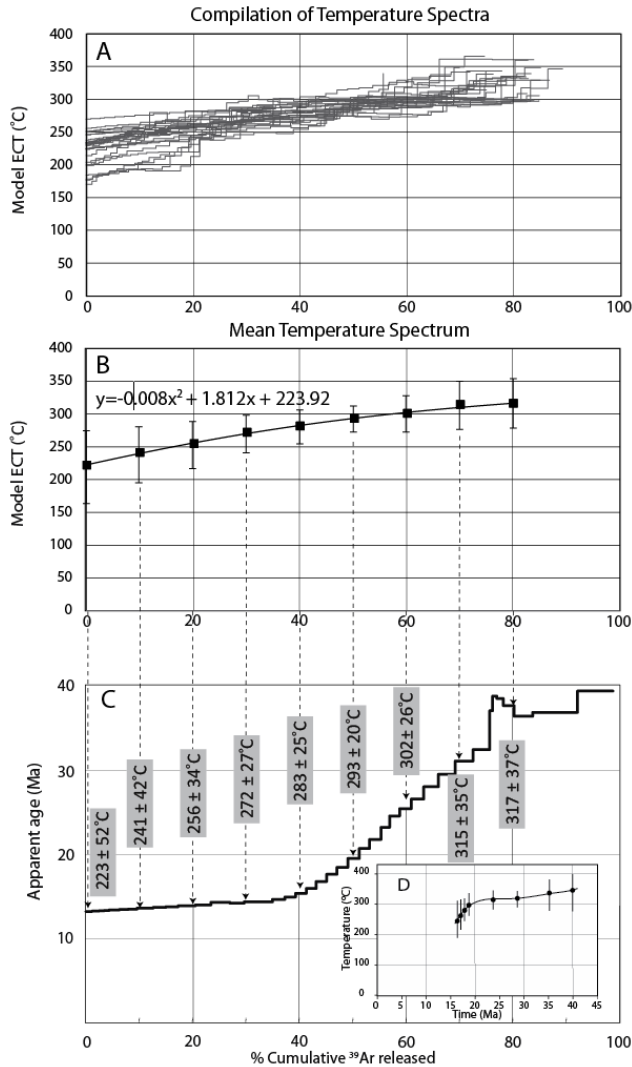 Compilation of Temperature Spectra
A
Model ECT (°C)
400
350
300
250
200
150
100
50
0
0 20 40 60 80 100
Mean Temperature Spectrum
B
y=-0.008x² + 1.812x + 223.92
Model ECT (°C)
400
350
300
250
200
150
100
50
0
0 20 40 60 80 100
C
Apparent age (Ma)
40
30
20
10
223 ± 52°C
241 ± 42°C
256 ± 34°C
272 ± 27°C
283 ± 25°C
293 ± 20°C
302± 26°C
315 ± 35°C
317 ± 37°C
D
Temperature (°C)
400
300
200
100
0
0 5 10 15 20 25 30 35 40 45
Time (Ma)
0 20 40 60 80 100
% Cumulative ³⁹Ar released